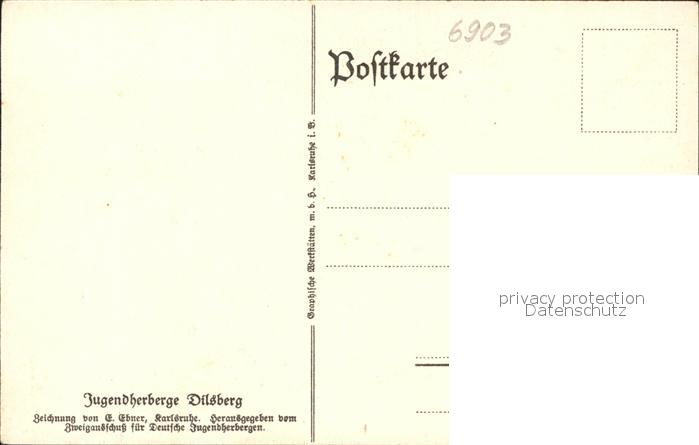 6903
Postkarte
Graphische Werkstätten, m. b. H., Karlsruhe i. B.
privacy protection
Datenschutz
Jugendherberge Dilsberg
Zeichnung von E. Ebner, Karlsruhe. Herausgegeben vom
Zweigausschuß für Deutsche Jugendherbergen.